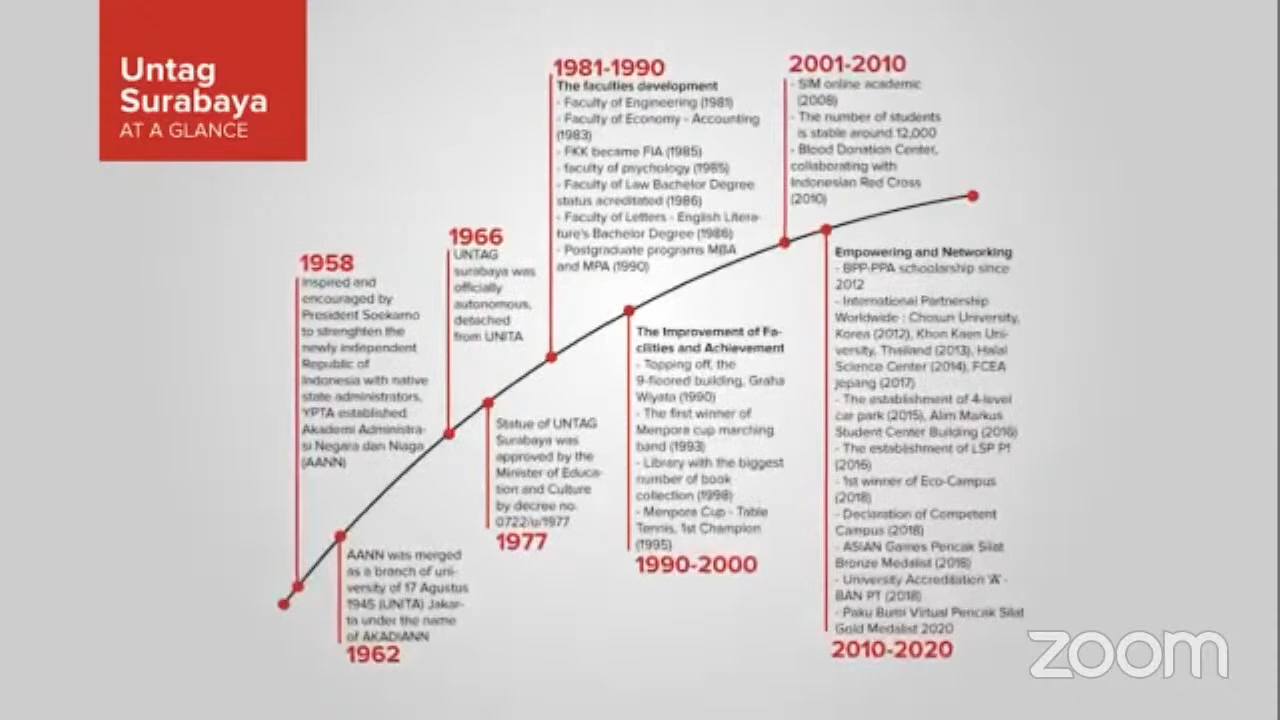 Untag
Surabaya
AT A GLANCE
1958
Inspired and
encouraged by
President Soekarno
to strenghten the
newly independent
Republic of
Indonesia with native
state administrators,
YPTA established
Akademi Administra-
si Negara dan Niaga
(AANN)
AANN was merged
as a branch of uni-
versity of 17 Agustus
1945 (UNITA) Jakar-
ta under the name
of AKADIANN
1962
1966
UNTAG
surabaya was
officially
autonomous,
detached
from UNITA
Statue of UNTAG
Surabaya was
approved by the
Minister of Educa-
tion and Culture
by decree no.
0722/u/1977
1977
1981-1990
The faculties development
- Faculty of Engineering (1981)
- Faculty of Economy - Accounting
(1983)
- FKK became FIA (1985)
- faculty of psychology (1985)
- Faculty of Law Bachelor Degree
status acreditated (1986)
- Faculty of Letters - English Litera-
ture's Bachelor Degree (1986)
- Postgraduate programs MBA
and MPA (1990)
The Improvement of Fa-
cilities and Achievement
- Topping off, the
9-floored building, Graha
Wiyata (1990)
- The first winner of
Menpora cup marching
band (1993)
- Library with the biggest
number of book
collection (1998)
- Menpora Cup - Table
Tennis, 1st Champion
(1995)
1990-2000
2001-2010
- SIM online academic
(2008)
- The number of students
is stable around 12,000
- Blood Donation Center,
collaborating with
Indonesian Red Cross
(2010)
Empowering and Networking
- BPP-PPA schoolarship since
2012
- International Partnership
Worldwide : Chosun University,
Korea (2012), Khon Kaen Uni-
versity, Thailand (2013), Halal
Science Center (2014), FCEA
Jepang (2017)
- The establishment of 4-level
car park (2015), Alim Markus
Student Center Building (2016)
- The establishment of LSP P1
(2016)
- 1st winner of Eco-Campus
(2018)
- Declaration of Competent
Campus (2018)
- ASIAN Games Pencak Silat
Bronze Medalist (2018)
- University Accreditation 'A' -
BAN PT (2018)
- Paku Bumi Virtual Pencak Silat
Gold Medalist 2020
2010-2020
zoom